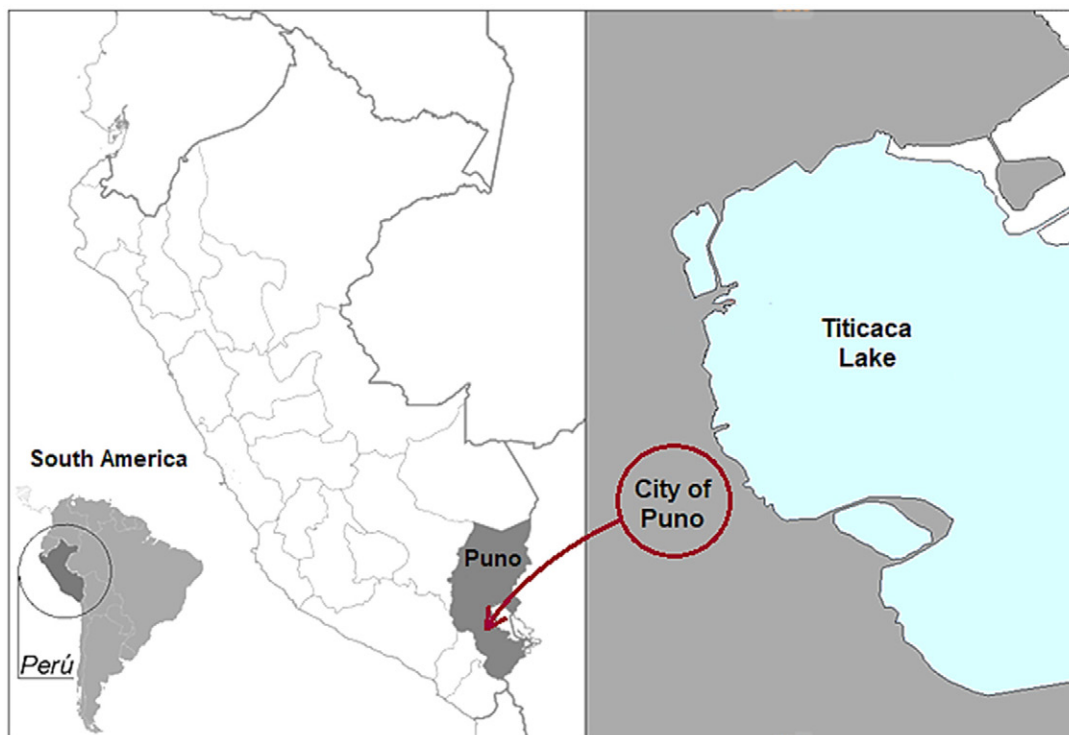 South America
Perú
Puno
City of
Puno
Titicaca
Lake